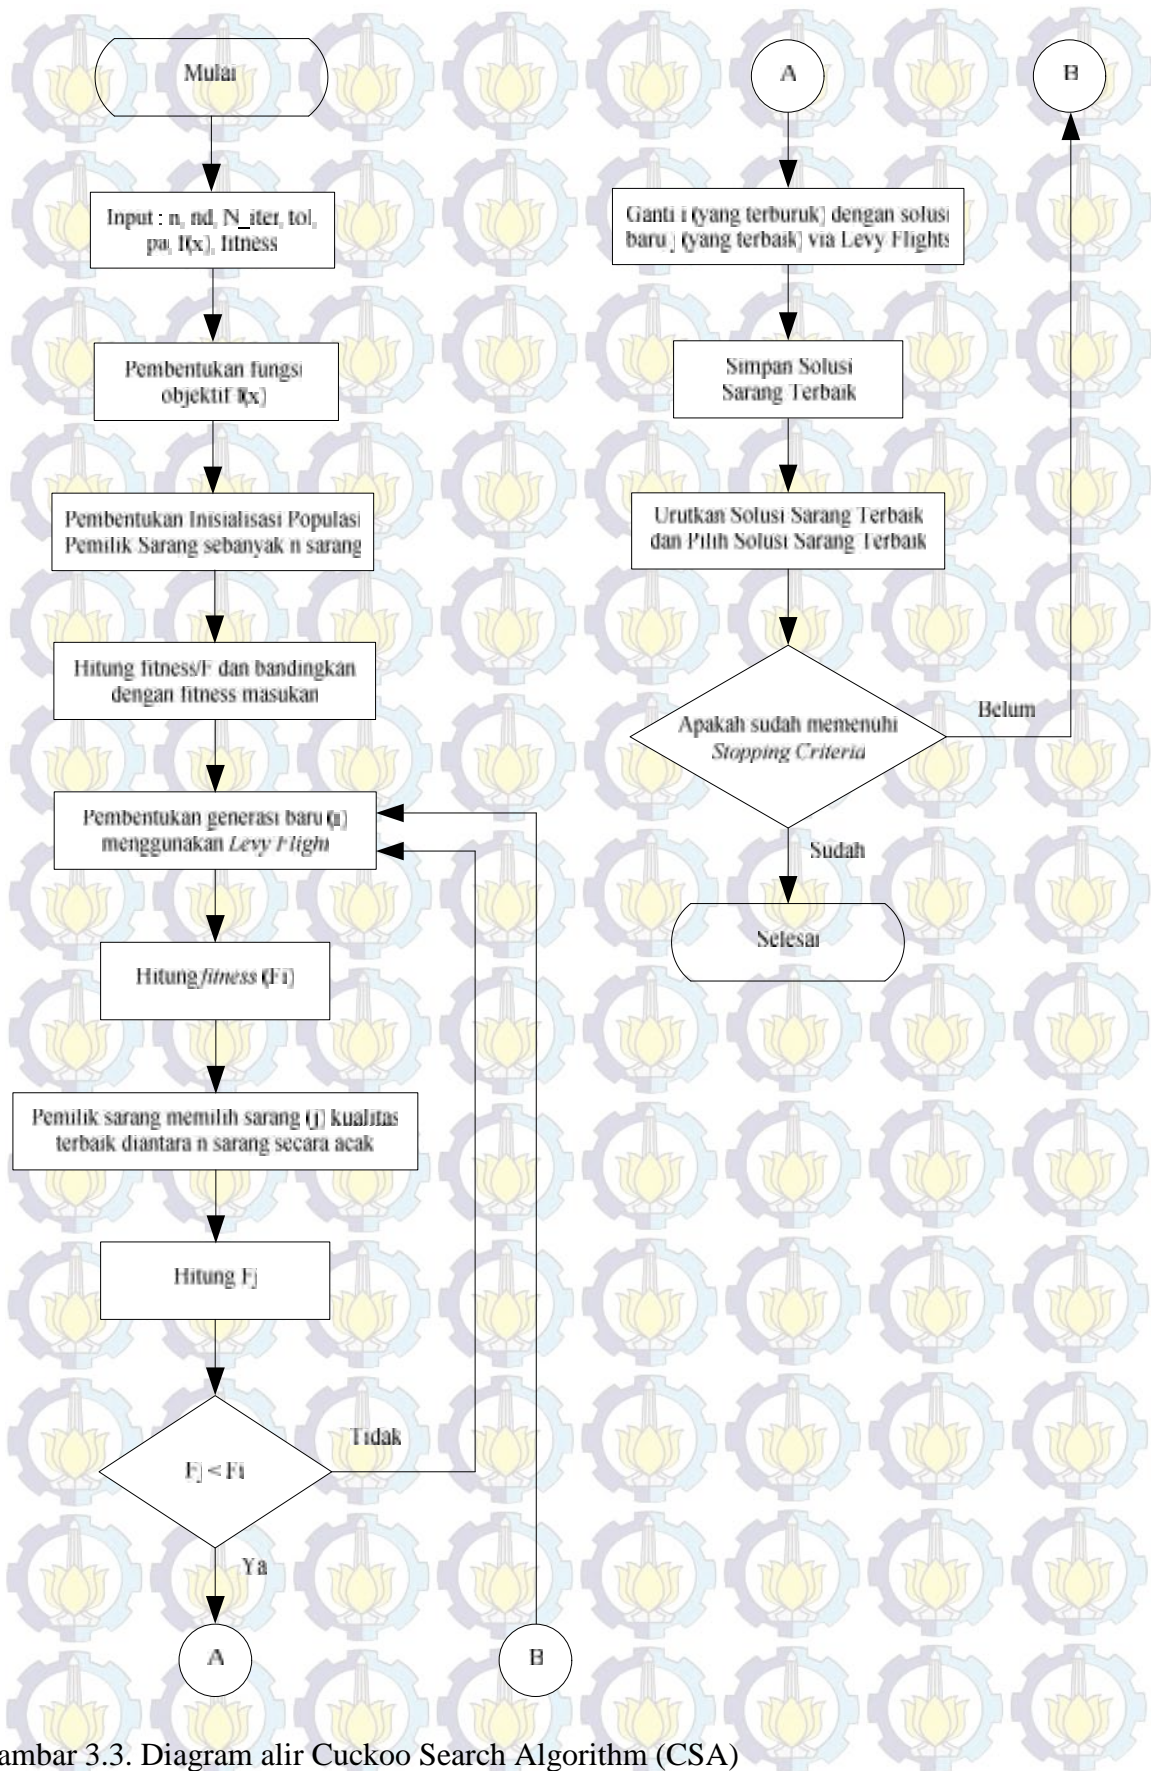 Mulai
Input : n, nd, N_iter, tol,
pa, f(x), fitness
Pembentukan fungsi
objektif f(x)
Pembentukan Inisialisasi Populasi
Pemilik Sarang sebanyak n sarang
Hitung fitness/F dan bandingkan
dengan fitness masukan
Pembentukan generasi baru (i)
menggunakan Levy Flight
Hitung fitness (Fi)
Pemilik sarang memilih sarang (j) kualitas
terbaik diantara n sarang secara acak
Hitung Fj
Fj < Fi
Tidak
Ya
A
B
A
B
Ganti i (yang terburuk) dengan solusi
baru j (yang terbaik) via Levy Flights
Simpan Solusi
Sarang Terbaik
Urutkan Solusi Sarang Terbaik
dan Pilih Solusi Sarang Terbaik
Apakah sudah memenuhi
Stopping Criteria
Belum
Sudah
Selesai
ambar 3.3. Diagram alir Cuckoo Search Algorithm (CSA)